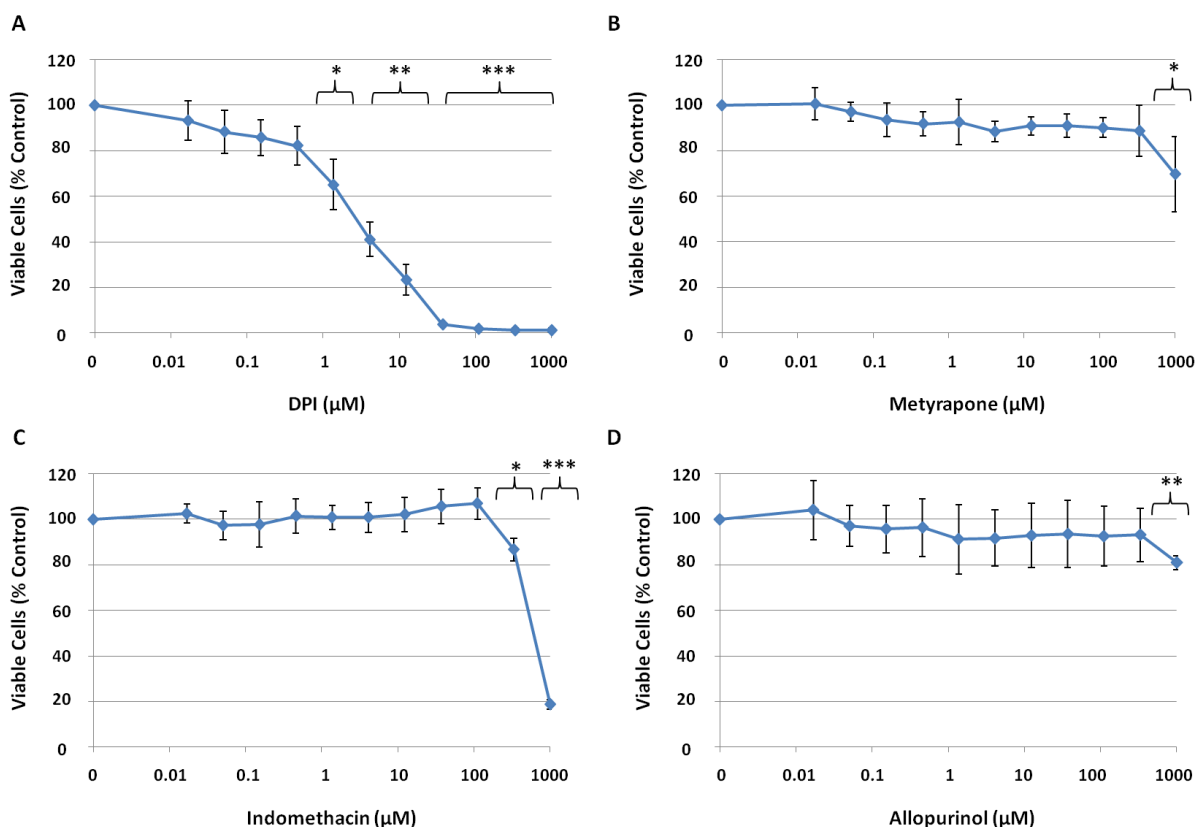 A
* ** ***
120
100
80
60
40
20
0
Viable Cells (% Control)
0 0.01 0.1 1 10 100 1000
DPI (µM)
B
*
120
100
80
60
40
20
0
Viable Cells (% Control)
0 0.01 0.1 1 10 100 1000
Metyrapone (µM)
C
* ***
120
100
80
60
40
20
0
Viable Cells (% Control)
0 0.01 0.1 1 10 100 1000
Indomethacin (µM)
D
**
120
100
80
60
40
20
0
Viable Cells (% Control)
0 0.01 0.1 1 10 100 1000
Allopurinol (µM)